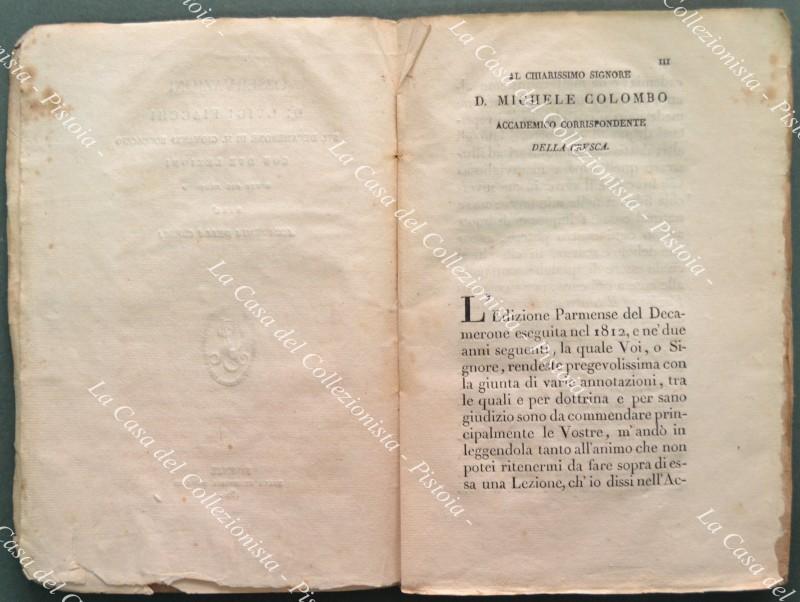 III
AL CHIARISSIMO SIGNORE
D. MICHELE COLOMBO
ACCADEMICO CORRISPONDENTE
DELLA CRVSCA.
L'Edizione Parmense del Deca-
merone eseguita nel 1812, e ne' due
anni seguenti, la quale Voi, o Si-
gnore, rendeste pregevolissima con
la giunta di varie annotazioni, tra
le quali e per dottrina e per sano
giudizio sono da commendare prin-
cipalmente le Vostre, m'andò in
leggendola tanto all'animo che non
potei ritenermi da fare sopra di es-
sa una Lezione, ch' io dissi nell'Ac-
La Casa del Collezionista - Pistoia -